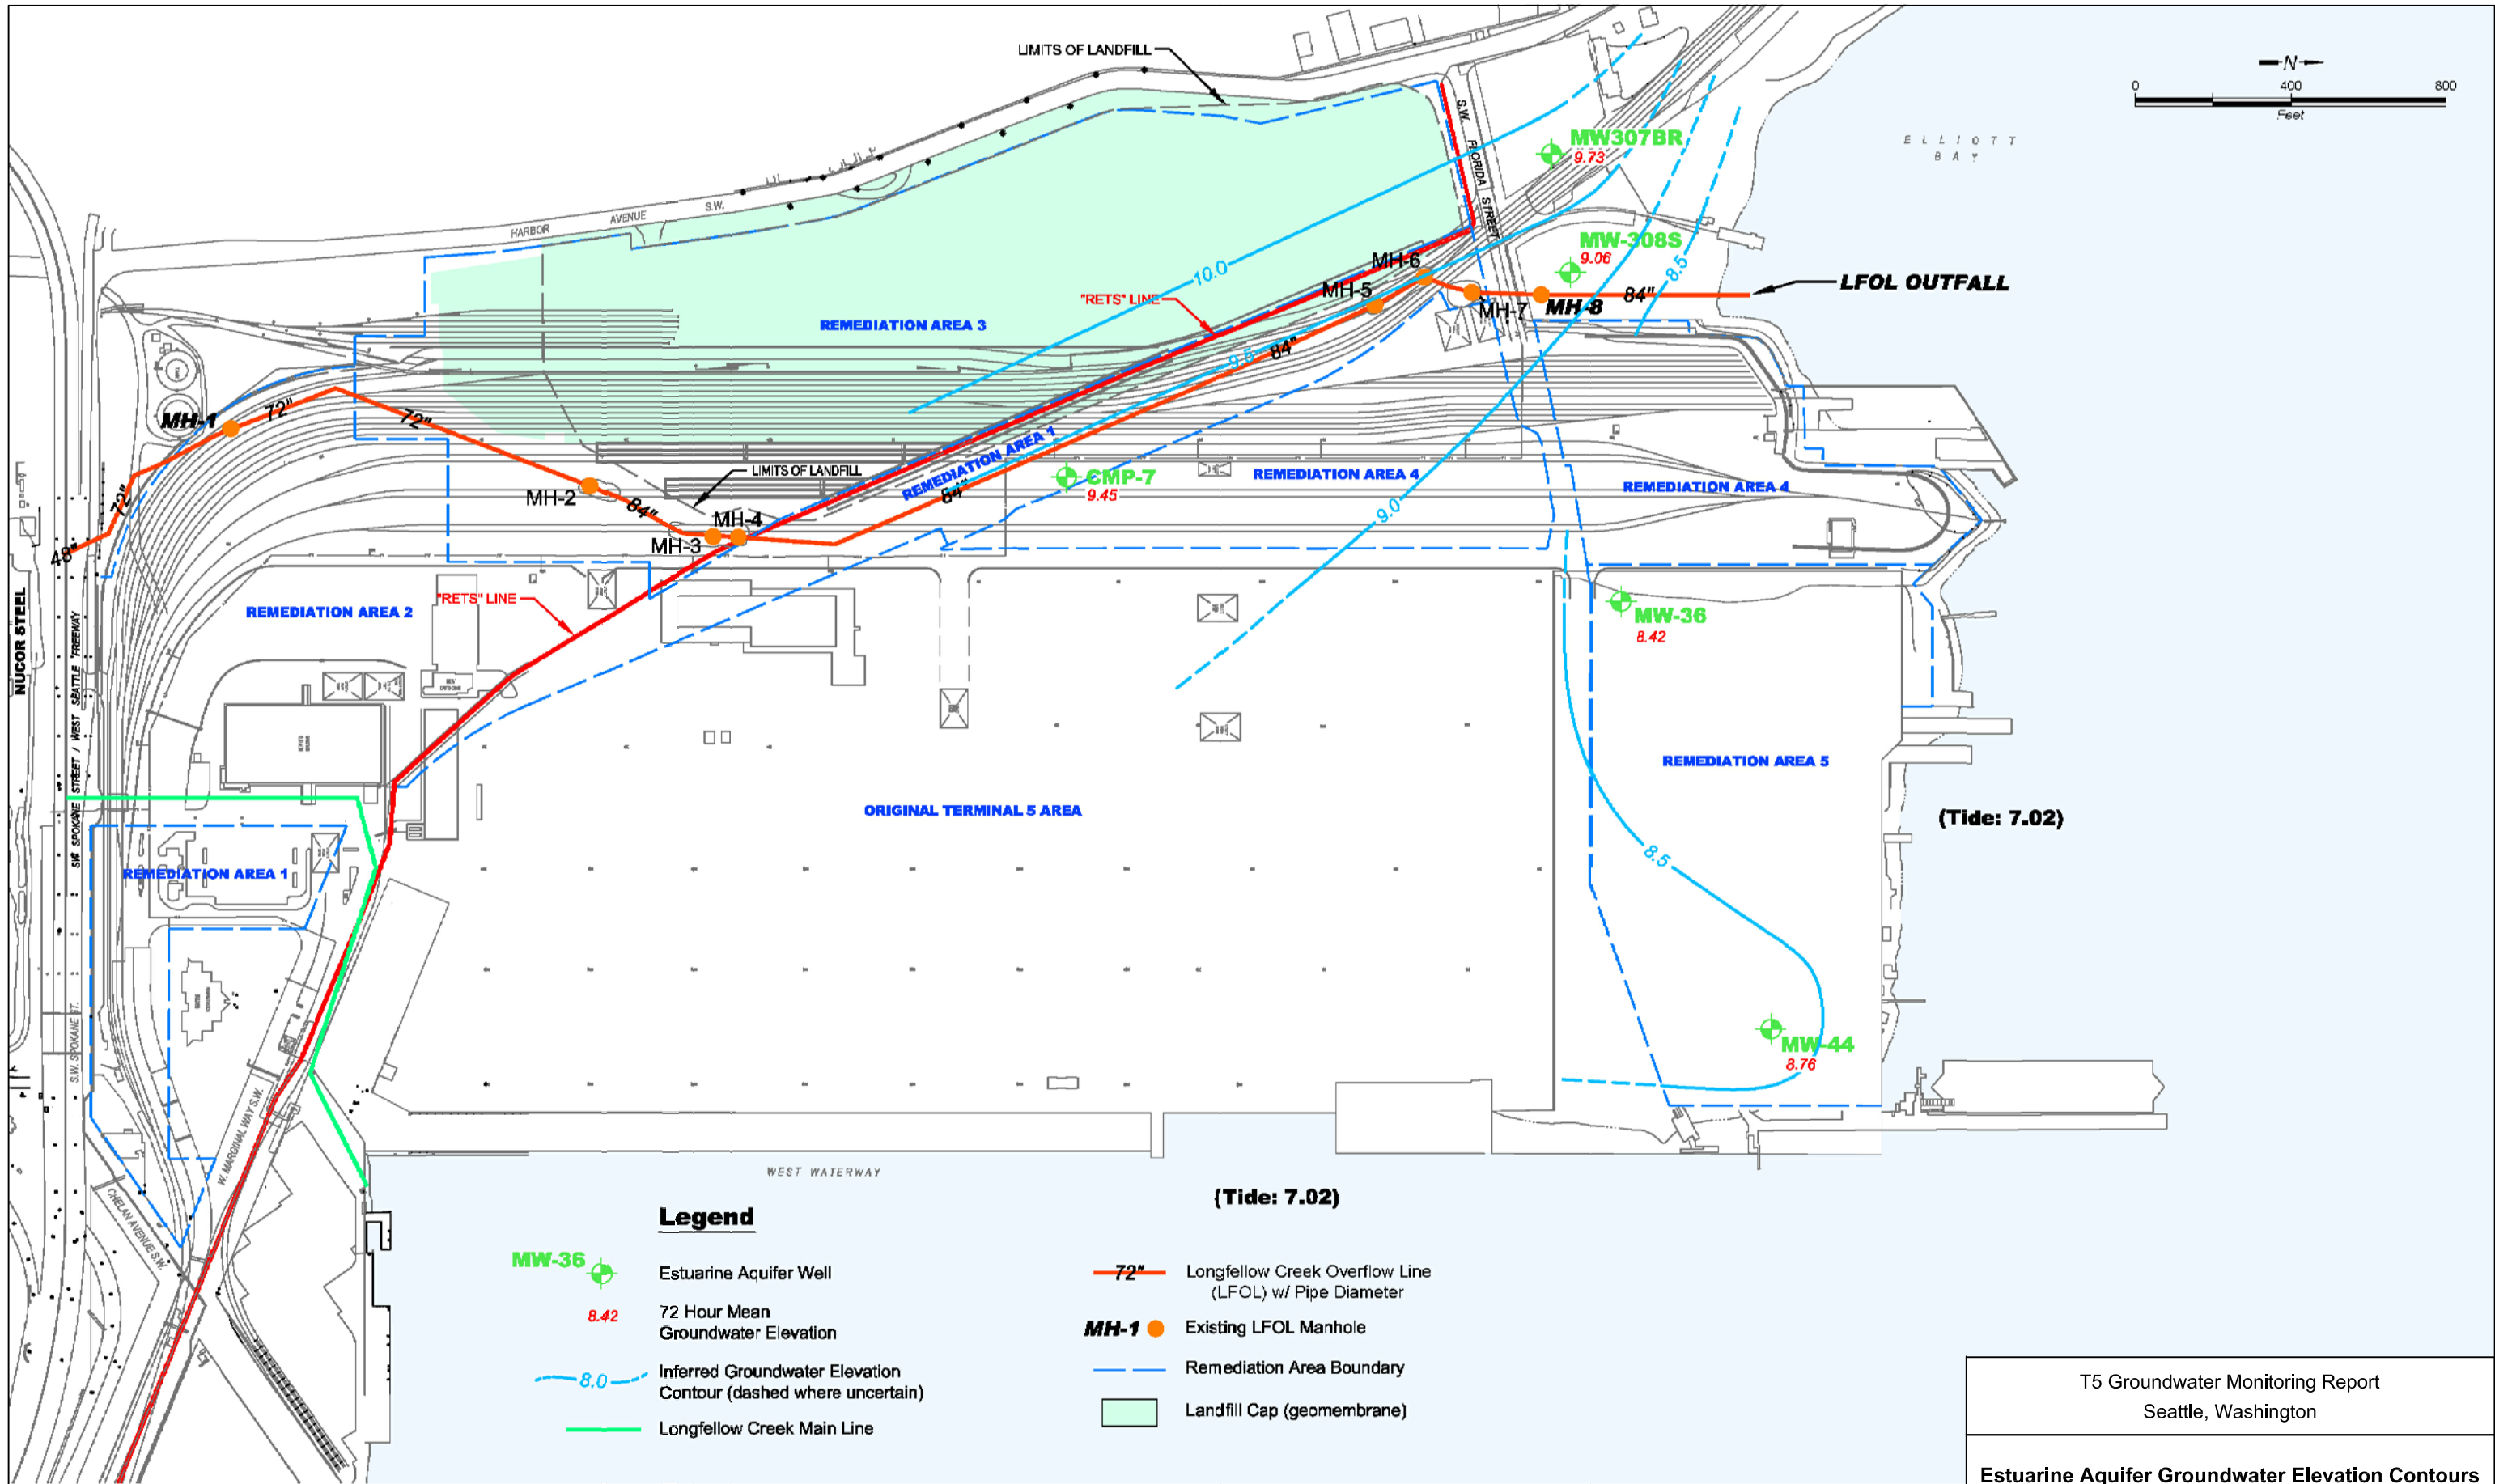 LIMITS OF LANDFILL
N
0 400 800
Feet
ELLIOTT
BAY
S.W. FLORIDA STREET
MW307BR
9.73
HARBOR AVENUE S.W.
MW-308S
9.06
MH-6
10.0
8.5
"RETS" LINE
MH-5
84"
LFOL OUTFALL
MH-7
MH-8
REMEDIATION AREA 3
9.5
84"
MH-1
72"
72"
REMEDIATION AREA 1
LIMITS OF LANDFILL
CMP-7
9.45
REMEDIATION AREA 4
REMEDIATION AREA 4
72"
MH-2
84"
84"
9.0
MH-4
MH-3
48"
NUCOR STEEL
SW SPOKANE STREET / WEST SEATTLE FREEWAY
REMEDIATION AREA 2
"RETS" LINE
MW-36
8.42
REMEDIATION AREA 5
ORIGINAL TERMINAL 5 AREA
(Tide: 7.02)
8.5
REMEDIATION AREA 1
S.W. SPOKANE ST.
MW-44
8.76
W. MARGINAL WAY S.W.
CHELAN AVENUE S.W.
WEST WATERWAY
(Tide: 7.02)
Legend
MW-36
Estuarine Aquifer Well
8.42
72 Hour Mean
Groundwater Elevation
8.0
Inferred Groundwater Elevation
Contour (dashed where uncertain)
Longfellow Creek Main Line
72"
Longfellow Creek Overflow Line
(LFOL) w/ Pipe Diameter
MH-1
Existing LFOL Manhole
Remediation Area Boundary
Landfill Cap (geomembrane)
T5 Groundwater Monitoring Report
Seattle, Washington
Estuarine Aquifer Groundwater Elevation Contours